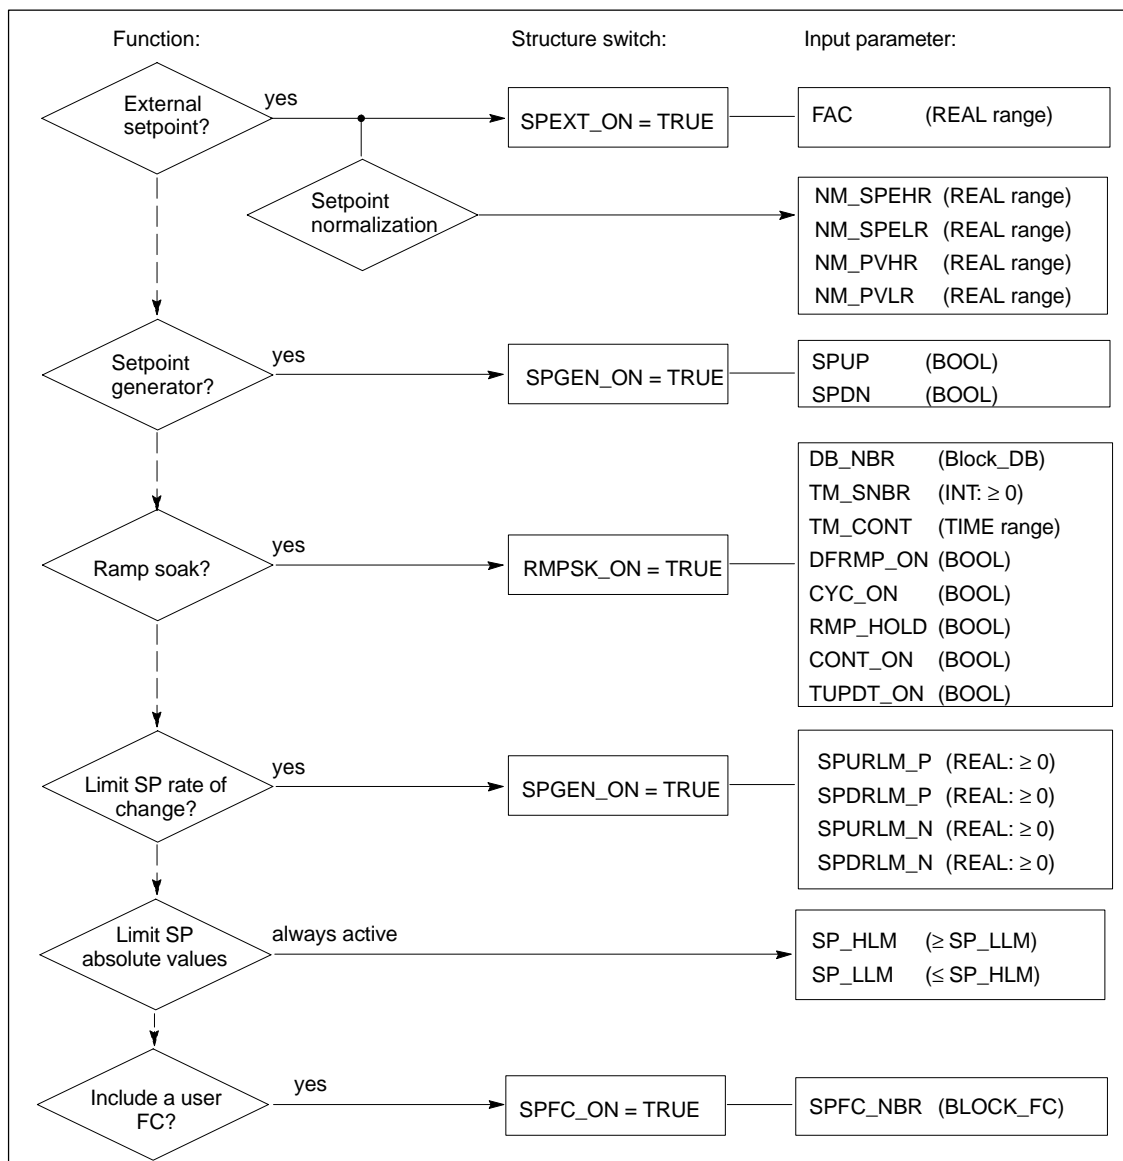 Function: Structure switch: Input parameter:
External
setpoint?
yes
SPEXT_ON = TRUE
FAC (REAL range)
Setpoint
normalization
NM_SPEHR (REAL range)
NM_SPELR (REAL range)
NM_PVHR (REAL range)
NM_PVLR (REAL range)
Setpoint
generator?
yes
SPGEN_ON = TRUE
SPUP (BOOL)
SPDN (BOOL)
Ramp soak?
yes
RMPSK_ON = TRUE
DB_NBR (Block_DB)
TM_SNBR (INT: ≥ 0)
TM_CONT (TIME range)
DFRMP_ON (BOOL)
CYC_ON (BOOL)
RMP_HOLD (BOOL)
CONT_ON (BOOL)
TUPDT_ON (BOOL)
Limit SP rate of
change?
yes
SPGEN_ON = TRUE
SPURLM_P (REAL: ≥ 0)
SPDRLM_P (REAL: ≥ 0)
SPURLM_N (REAL: ≥ 0)
SPDRLM_N (REAL: ≥ 0)
Limit SP
absolute values
always active
SP_HLM (≥ SP_LLM)
SP_LLM (≤ SP_HLM)
Include a user
FC?
yes
SPFC_ON = TRUE
SPFC_NBR (BLOCK_FC)